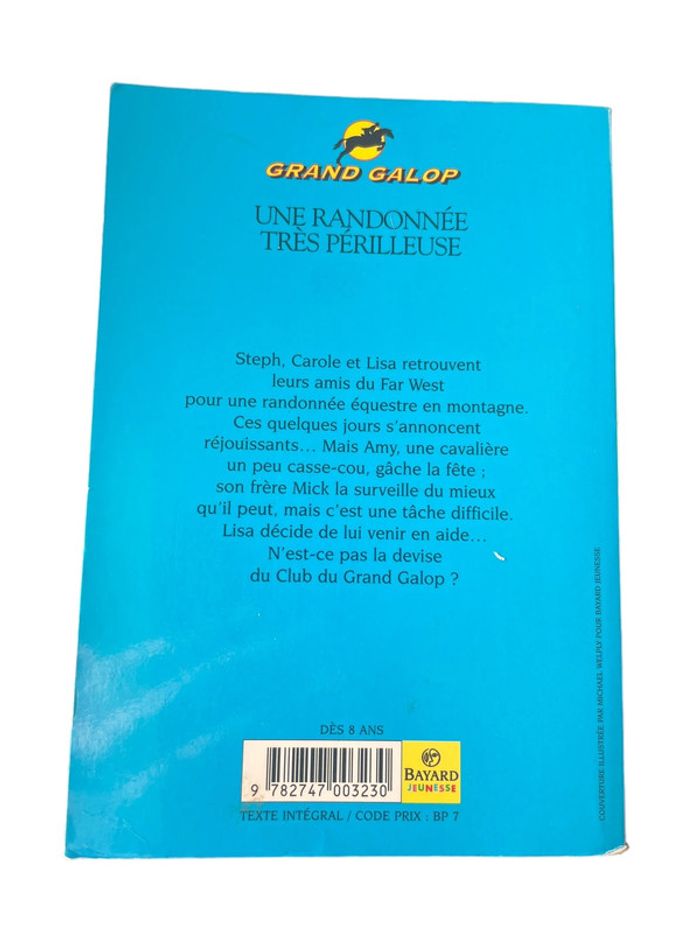 GRAND GALOP
UNE RANDONNÉE
TRÈS PÉRILLEUSE
Steph, Carole et Lisa retrouvent
leurs amis du Far West
pour une randonnée équestre en montagne.
Ces quelques jours s'annoncent
réjouissants... Mais Amy, une cavalière
un peu casse-cou, gâche la fête ;
son frère Mick la surveille du mieux
qu'il peut, mais c'est une tâche difficile.
Lisa décide de lui venir en aide...
N'est-ce pas la devise
du Club du Grand Galop ?
COUVERTURE ILLUSTRÉE PAR MICHAEL WELPLY POUR BAYARD JEUNESSE
DÈS 8 ANS
9 782747 003230
BAYARD
JEUNESSE
TEXTE INTÉGRAL / CODE PRIX : BP 7